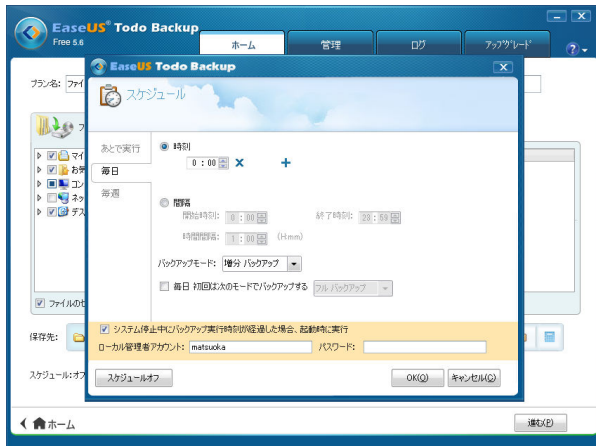 EaseUS® Todo Backup
Free 5.6
ホーム
管理
ログ
アップグレード
?
プラン名: ファイ
EaseUS Todo Backup
スケジュール
あとで実行
毎日
毎週
時刻
0 : 00
間隔
開始時刻: 0 : 00
終了時刻: 23 : 59
時間間隔: 1 : 00 (H:mm)
バックアップモード: 増分 バックアップ
毎日 初回は次のモードでバックアップする フル バックアップ
マイ
お
コン
ネッ
デス
ファイルのセ
システム停止中にバックアップ実行時刻が経過した場合、起動時に実行
ローカル管理者アカウント: matsuoka パスワード:
保存先:
スケジュール:オフ
スケジュールオフ
OK(O)
キャンセル(C)
ホーム
進む(P)